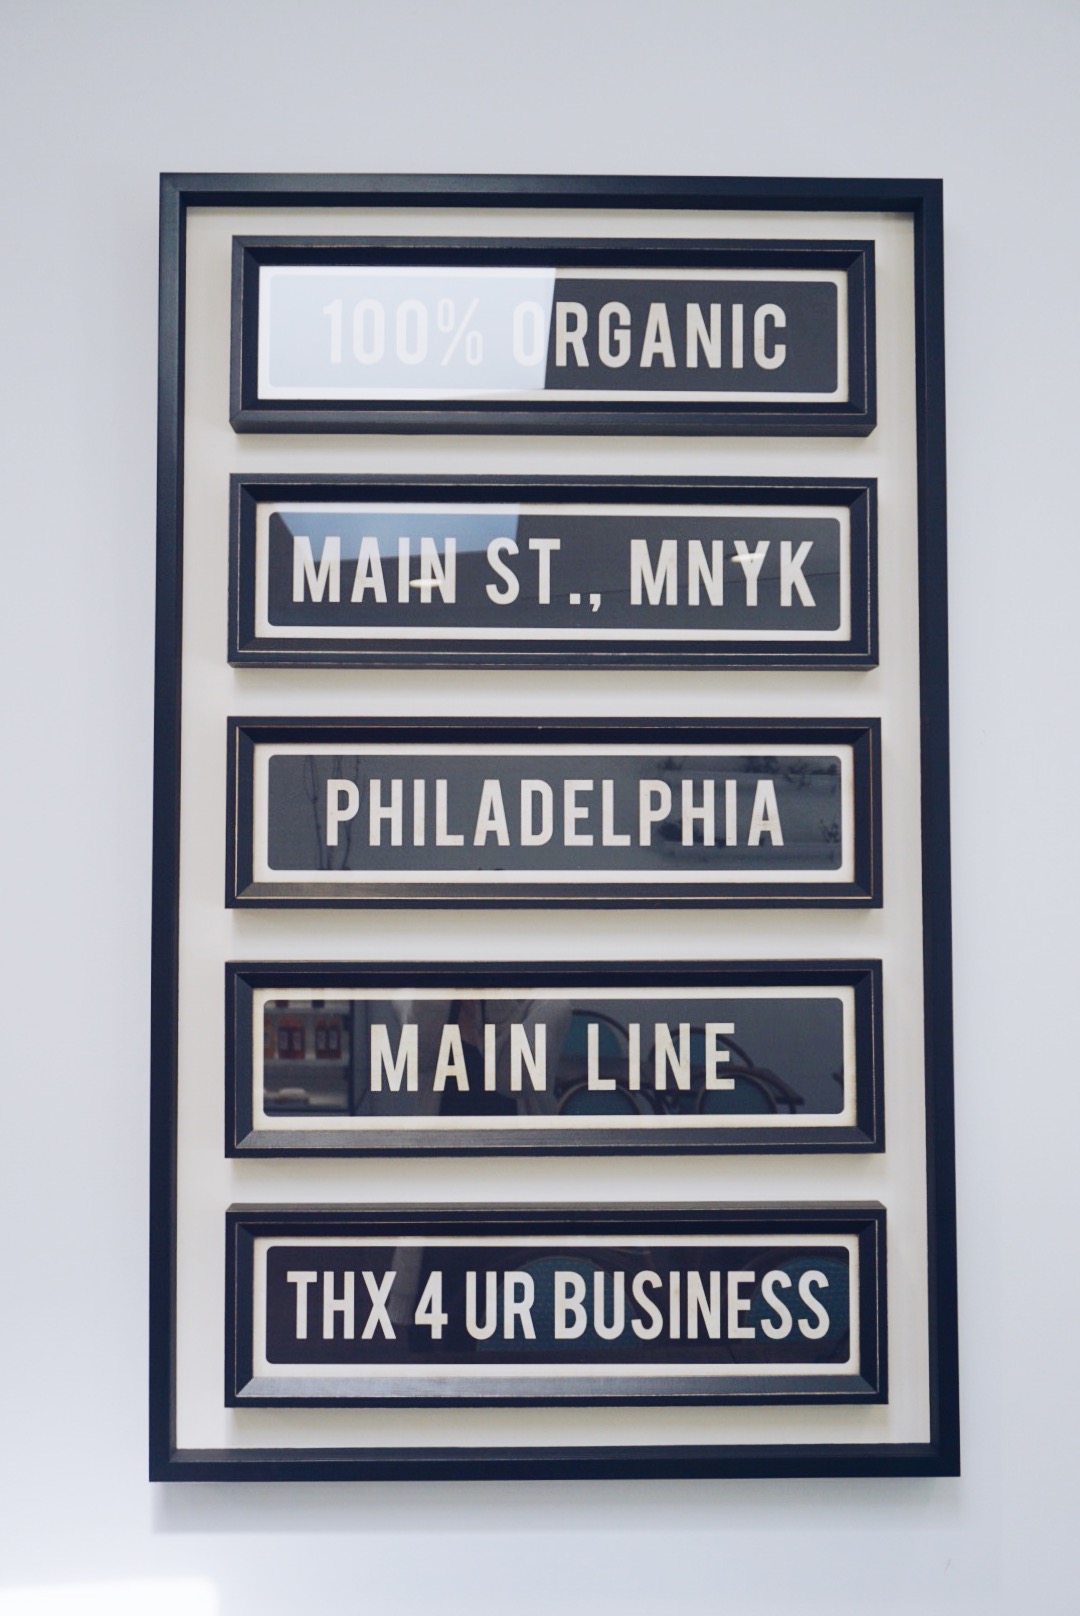 100% ORGANIC
MAIN ST., MNYK
PHILADELPHIA
MAIN LINE
THX 4 UR BUSINESS